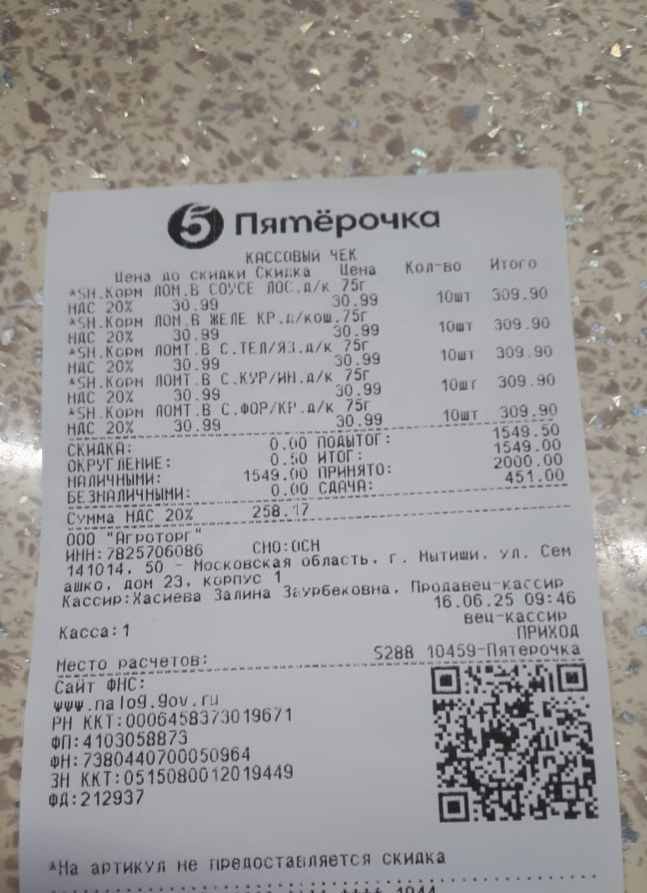 5 Пятёрочка
КАССОВЫЙ ЧЕК
Цена до скидки Скидка Цена Кол-во Итого
*SH.Корм ЛОМ.В СОУСЕ ЛОС.д/к 75г
НДС 20% 30.99 30.99 10шт 309.90
*SH.Корм ЛОМ.В ЖЕЛЕ КР.д/кош.75г
НДС 20% 30.99 30.99 10шт 309.90
*SH.Корм ЛОМТ.В С.ТЕЛ/ЯЗ.д/к 75г
НДС 20% 30.99 30.99 10шт 309.90
*SH.Корм ЛОМТ.В С.КУР/ИН.д/к 75г
НДС 20% 30.99 30.99 10шт 309.90
*SH.Корм ЛОМТ.В С.ФОР/КР.д/к 75г
НДС 20% 30.99 30.99 10шт 309.90
СКИДКА: 0.00 ПОДЫТОГ: 1549.50
ОКРУГЛЕНИЕ: 0.50 ИТОГ: 1549.00
НАЛИЧНЫМИ: 1549.00 ПРИНЯТО: 2000.00
БЕЗНАЛИЧНЫМИ: 0.00 СДАЧА: 451.00
Сумма НДС 20% 258.17
ООО "Агроторг"
ИНН:7825706086 СНО:ОСН
141014, 50 - Московская область, г. Мытищи, ул. Сем
ашко, дом 23, корпус 1
Кассир:Хасиева Залина Заурбековна, Продавец-кассир
16.06.25 09:46
вец-кассир
Касса:1 ПРИХОД
Место расчетов: S288 10459-Пятерочка
Сайт ФНС:
www.nalog.gov.ru
РН ККТ:0006458373019671
ФП:4103058873
ФН:7380440700050964
ЗН ККТ:0515080012019449
ФД:212937
*На артикул не предоставляется скидка